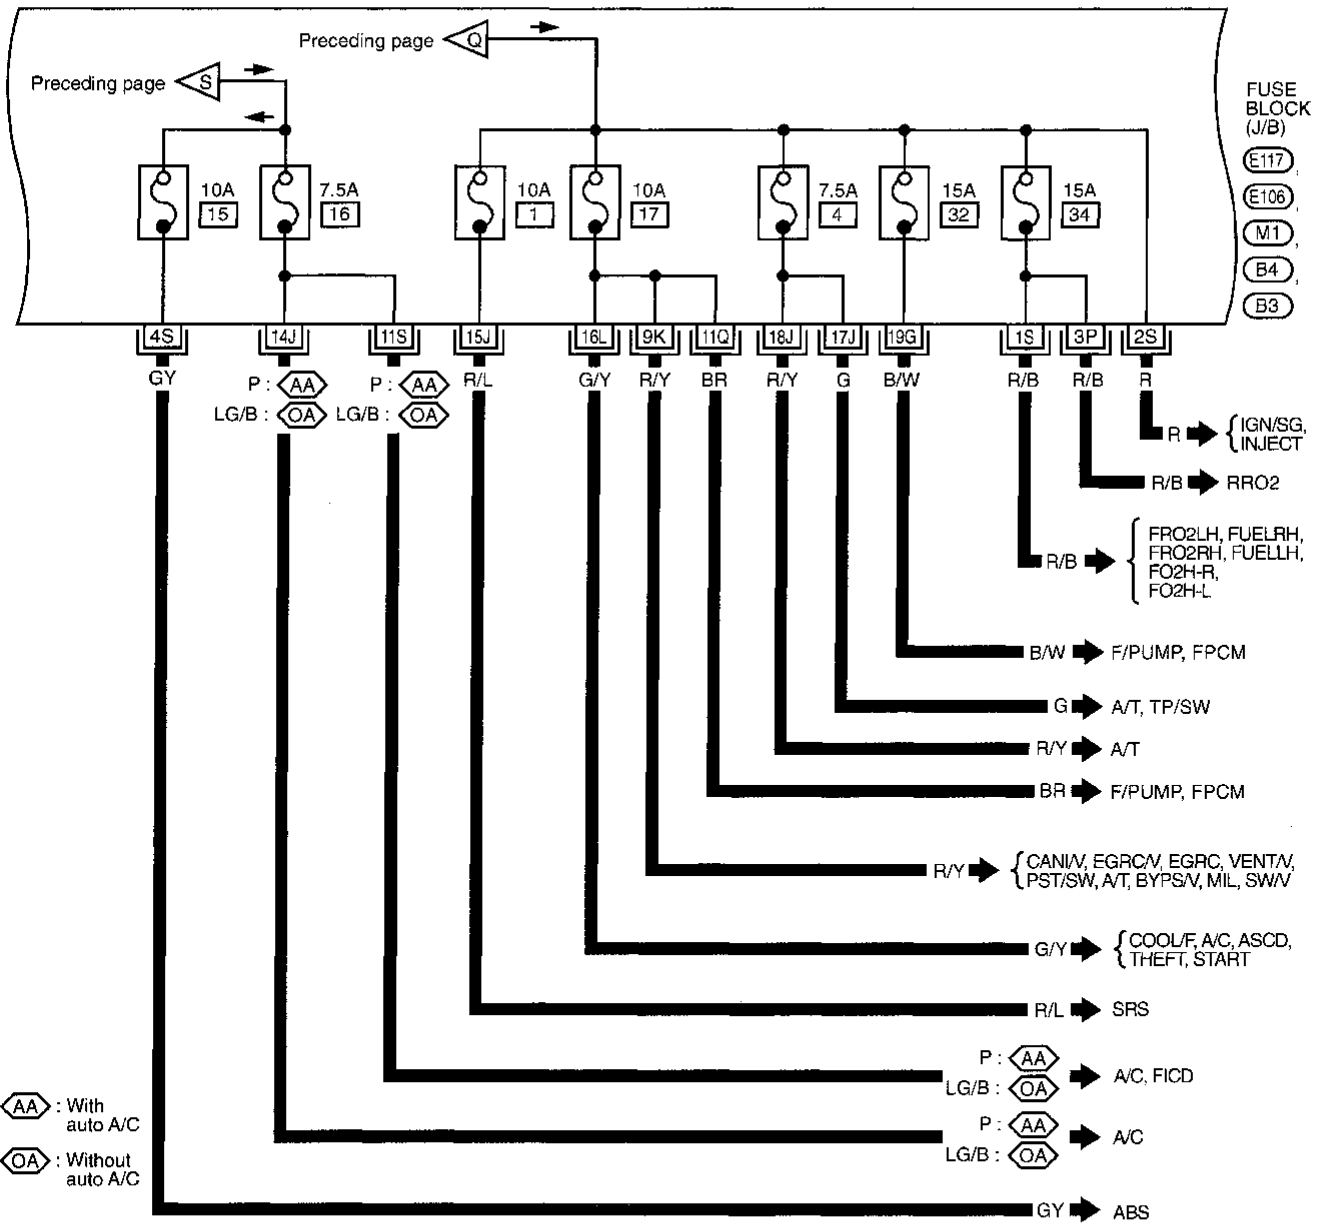 Preceding page Q
Preceding page S
FUSE
BLOCK
(J/B)
E117,
E106,
M1,
B4,
B3
10A 7.5A 10A 10A 7.5A 15A 15A
15 16 1 17 4 32 34
4S 14J 11S 15J 16L 9K 11Q 18J 17J 19G 1S 3P 2S
GY P : AA P : AA R/L G/Y R/Y BR R/Y G B/W R/B R/B R
LG/B : OA LG/B : OA
R IGN/SG,
INJECT
R/B RRO2
R/B FRO2LH, FUELRH,
FRO2RH, FUELLH,
FO2H-R,
FO2H-L
B/W F/PUMP, FPCM
G A/T, TP/SW
R/Y A/T
BR F/PUMP, FPCM
R/Y CANI/V, EGRC/V, EGRC, VENT/V,
PST/SW, A/T, BYPS/V, MIL, SW/V
G/Y COOL/F, A/C, ASCD,
THEFT, START
R/L SRS
P : AA
LG/B : OA
A/C, FICD
P : AA
LG/B : OA
A/C
GY ABS
AA : With
auto A/C
OA : Without
auto A/C